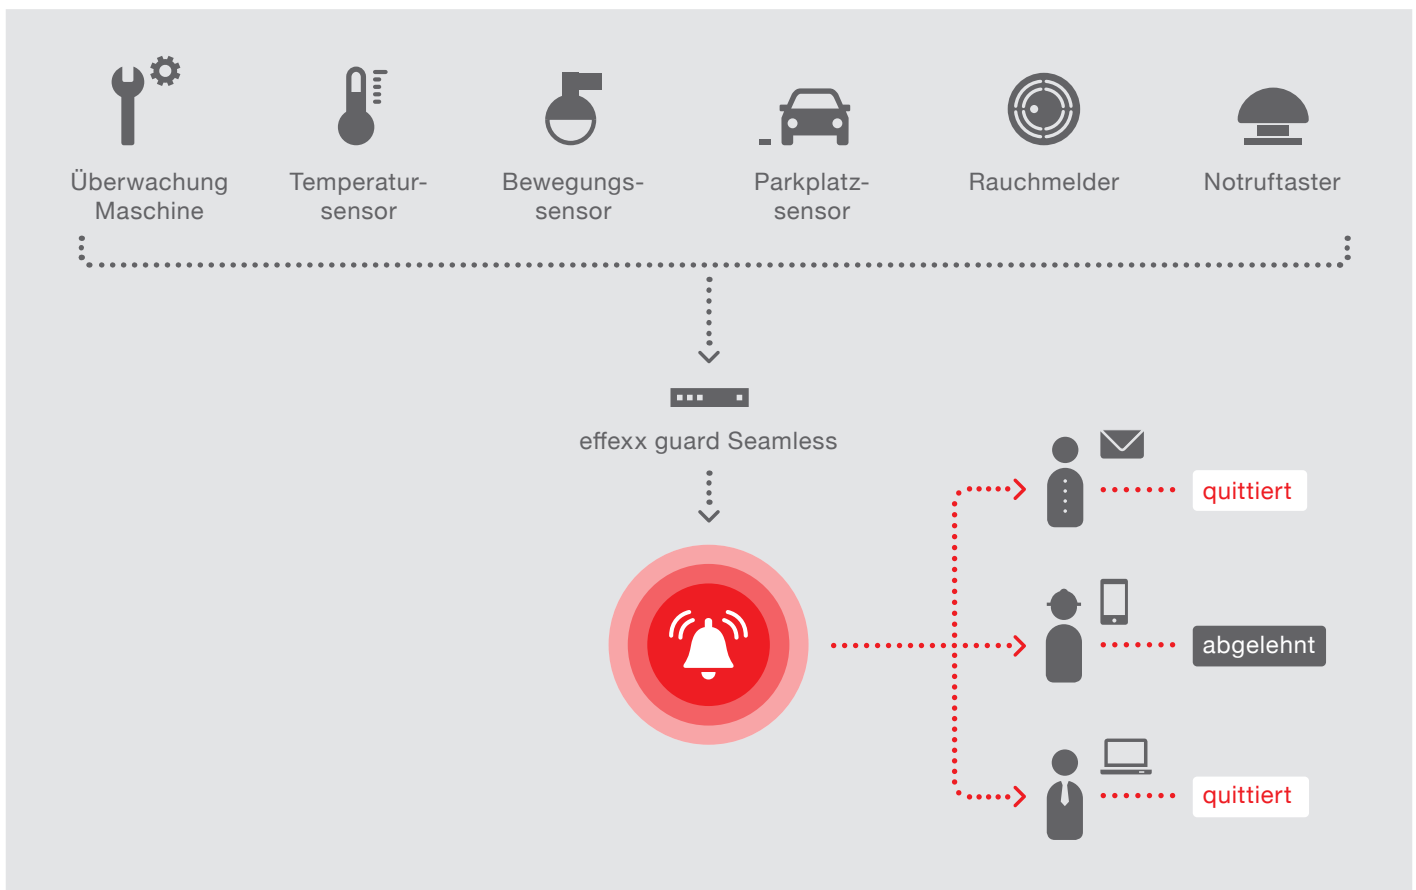 Überwachung
Maschine
Temperatur-
sensor
Bewegungs-
sensor
Parkplatz-
sensor
Rauchmelder
Notruftaster
effexx guard Seamless
quittiert
abgelehnt
quittiert